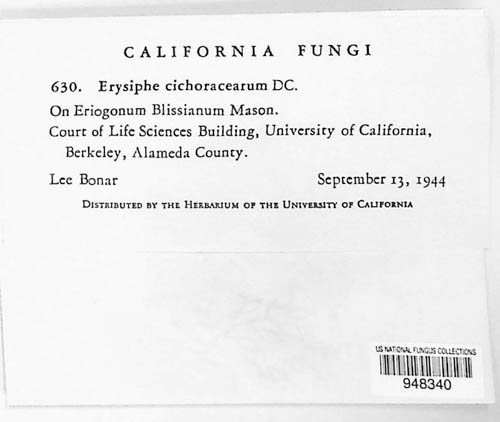 CALIFORNIA FUNGI
630. Erysiphe cichoracearum DC.
On Eriogonum Blissianum Mason.
Court of Life Sciences Building, University of California,
Berkeley, Alameda County.
Lee Bonar September 13, 1944
DISTRIBUTED BY THE HERBARIUM OF THE UNIVERSITY OF CALIFORNIA
US NATIONAL FUNGUS COLLECTIONS
948340